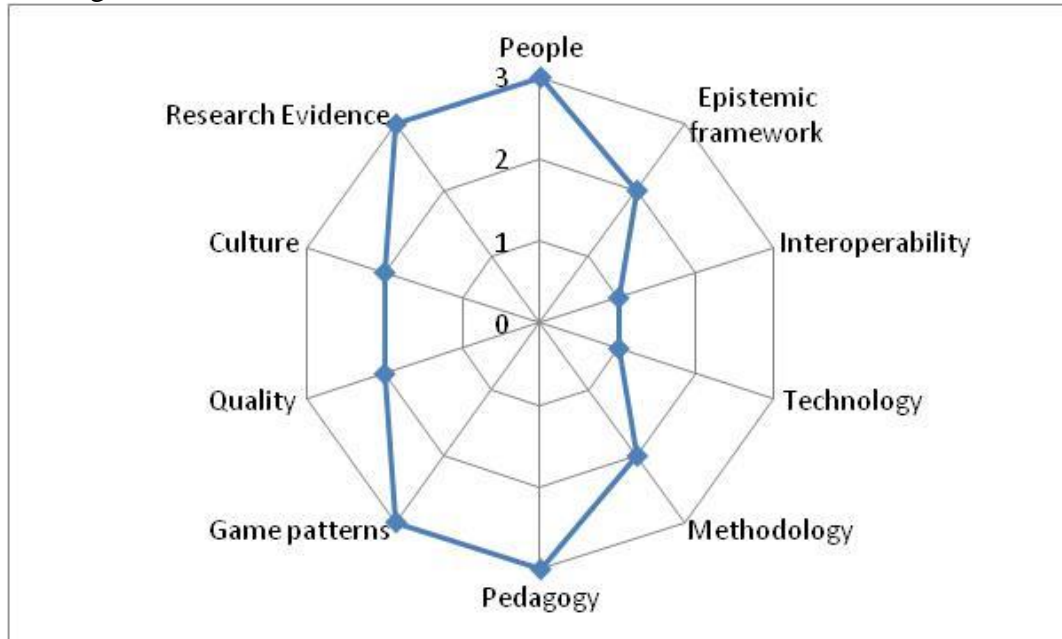 People
3
Epistemic
framework
Research Evidence
2
Culture
Interoperability
1
0
Quality
Technology
Game patterns
Methodology
Pedagogy